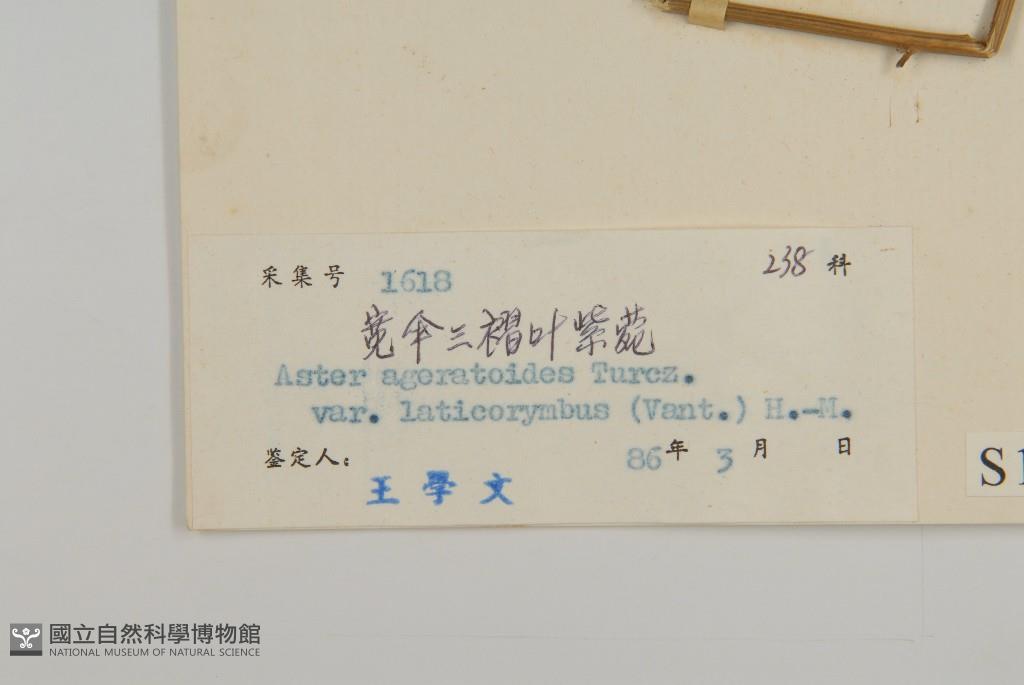 采集号 1618 238 科
宽伞三褶叶紫菀
Aster ageratoides Turcz.
var. laticorymbus (Vant.) H.-M.
鉴定人: 86年 3 月 日
王學文
S1
國立自然科學博物館
NATIONAL MUSEUM OF NATURAL SCIENCE